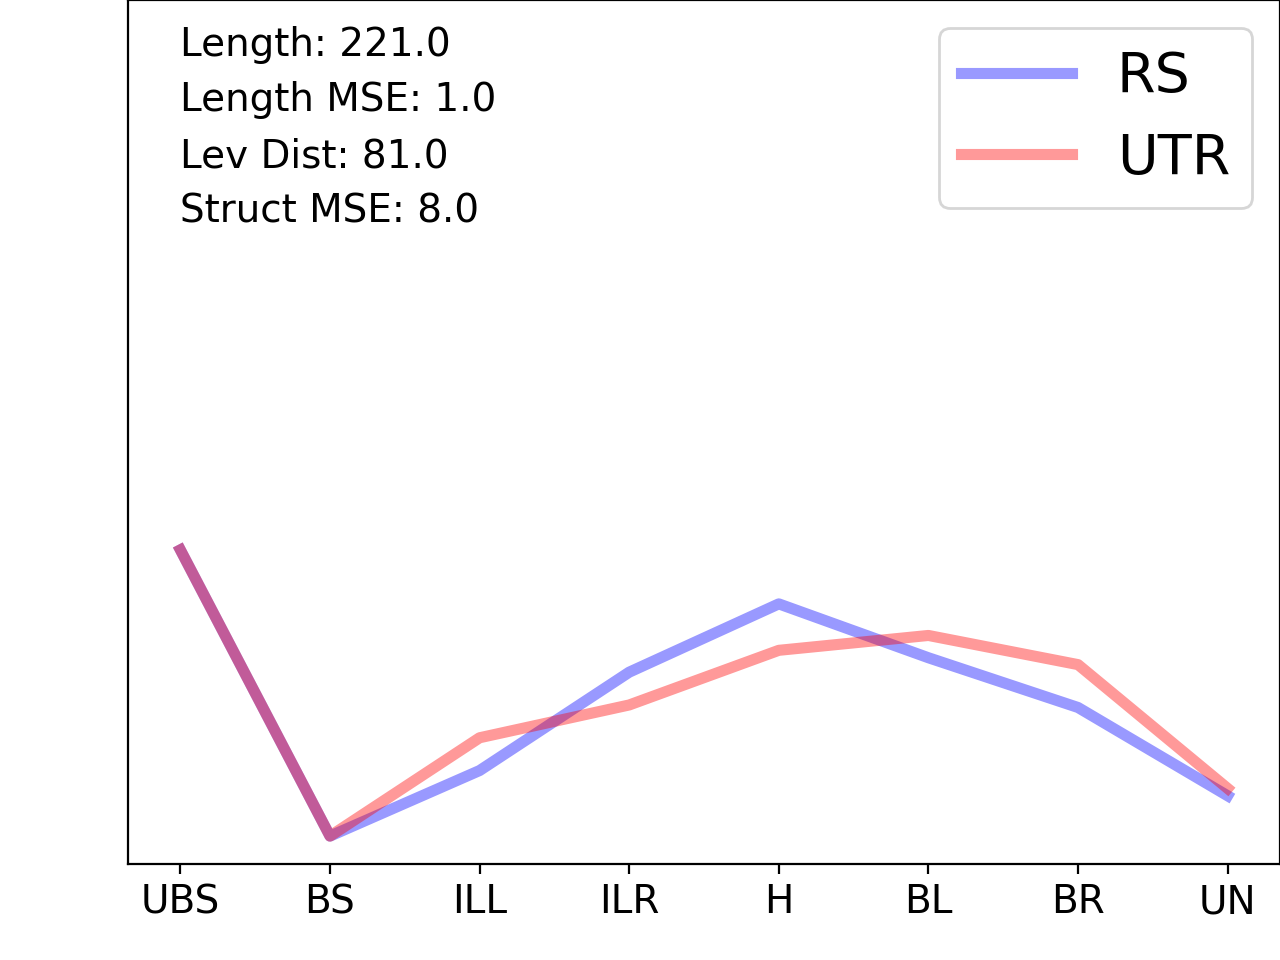 Length: 221.0
Length MSE: 1.0
Lev Dist: 81.0
Struct MSE: 8.0
RS
UTR
UBS BS ILL ILR H BL BR UN